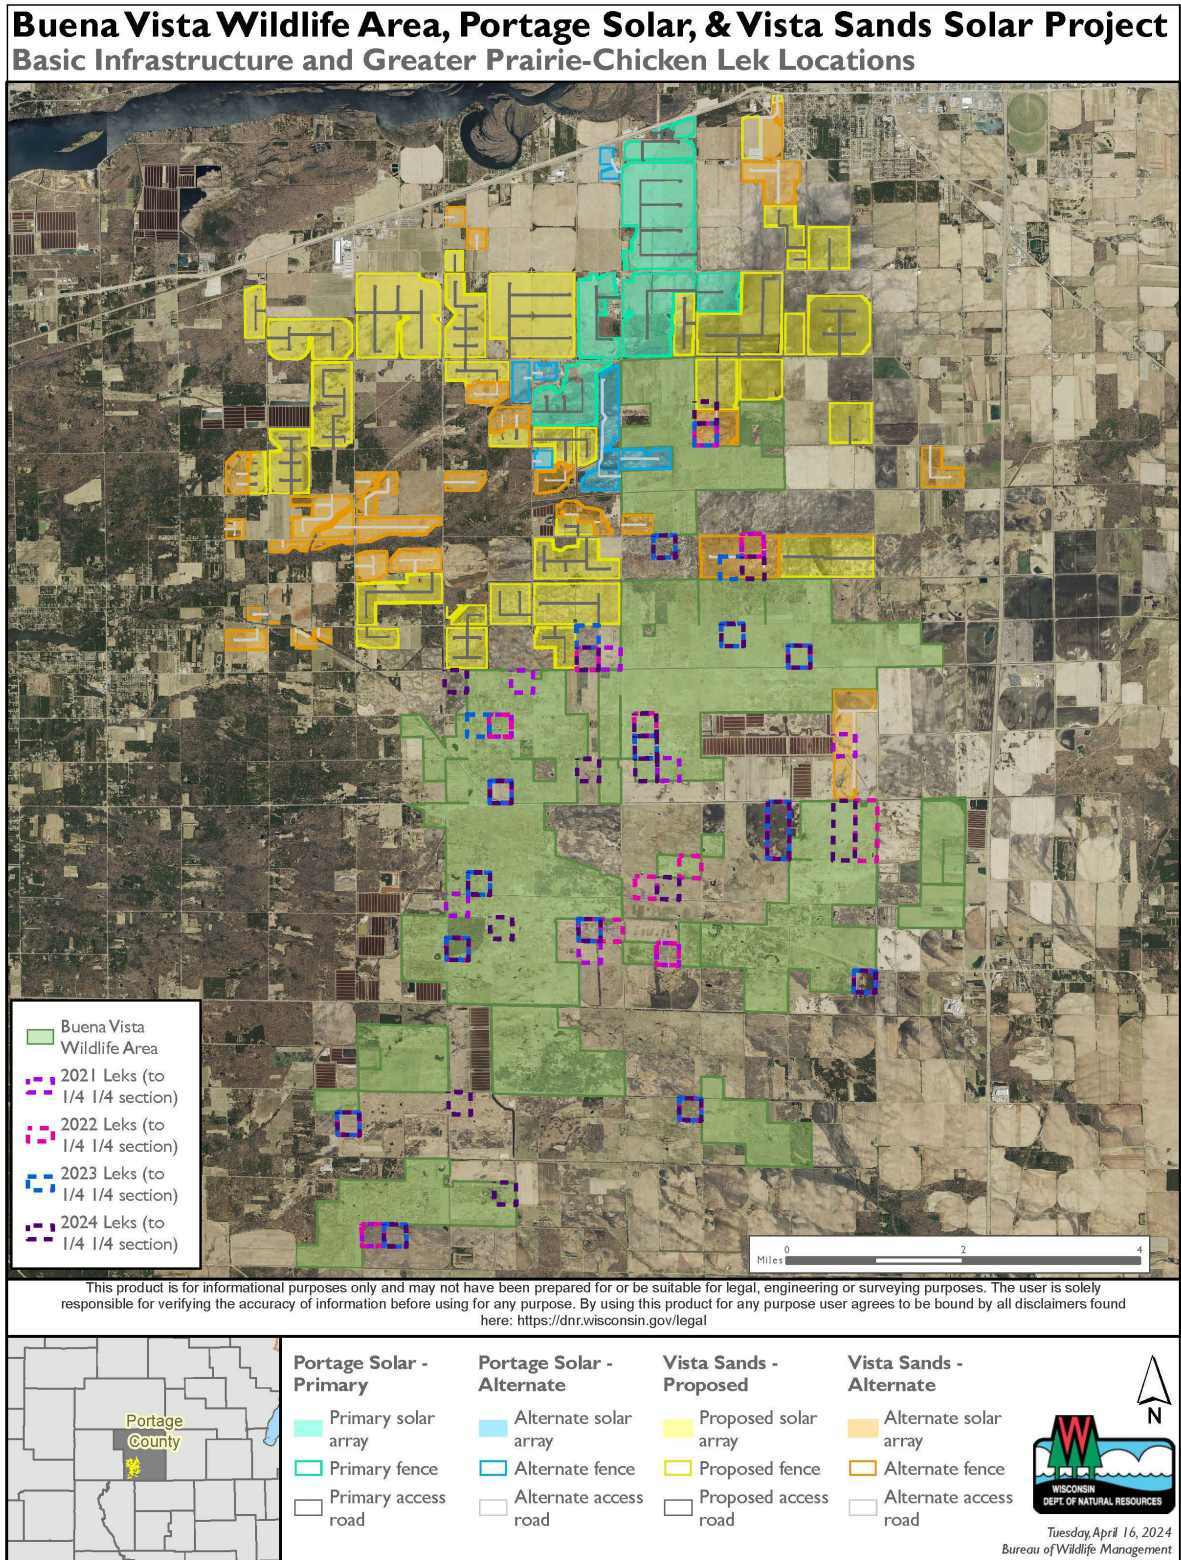 Buena Vista Wildlife Area, Portage Solar, & Vista Sands Solar Project
Basic Infrastructure and Greater Prairie-Chicken Lek Locations
Buena Vista
Wildlife Area
2021 Leks (to
1/4 1/4 section)
2022 Leks (to
1/4 1/4 section)
2023 Leks (to
1/4 1/4 section)
2024 Leks (to
1/4 1/4 section)
0 2 4
Miles
This product is for informational purposes only and may not have been prepared for or be suitable for legal, engineering or surveying purposes. The user is solely
responsible for verifying the accuracy of information before using for any purpose. By using this product for any purpose user agrees to be bound by all disclaimers found
here: https://dnr.wisconsin.gov/legal
Portage
County
Portage Solar -
Primary
Primary solar
array
Primary fence
Primary access
road
Portage Solar -
Alternate
Alternate solar
array
Alternate fence
Alternate access
road
Vista Sands -
Proposed
Proposed solar
array
Proposed fence
Proposed access
road
Vista Sands -
Alternate
Alternate solar
array
Alternate fence
Alternate access
road
N
W
WISCONSIN
DEPT. OF NATURAL RESOURCES
Tuesday, April 16, 2024
Bureau of Wildlife Management